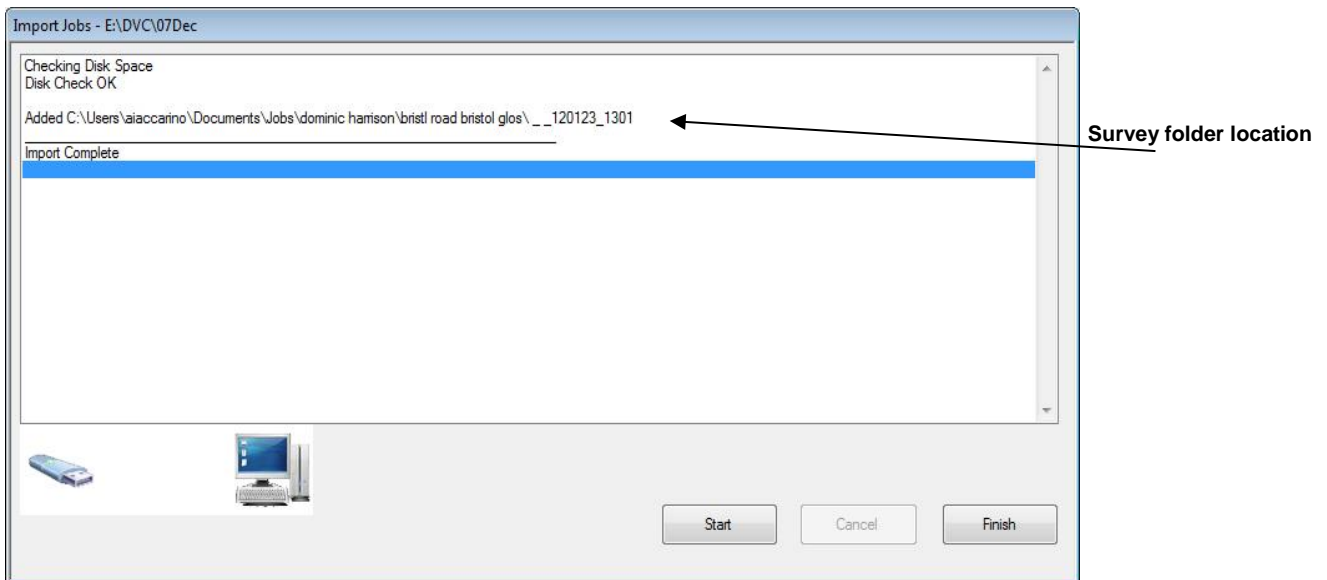 Import Jobs - E:\DVC\07Dec
Checking Disk Space
Disk Check OK
Added C:\Users\aiaccarino\Documents\Jobs\dominic harrison\bristl road bristol glos\ _ _120123_1301
Survey folder location
Import Complete
Start
Cancel
Finish